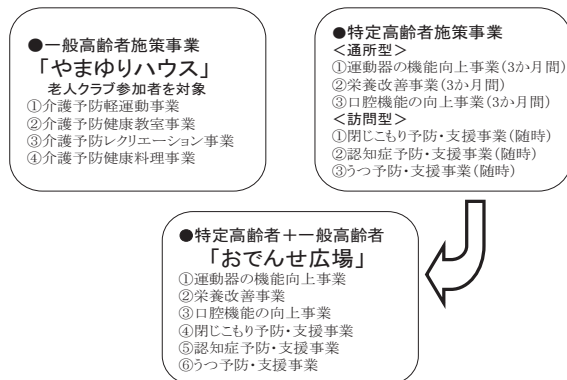 ●一般高齢者施策事業
「やまゆりハウス」
老人クラブ参加者を対象
①介護予防軽運動事業
②介護予防健康教室事業
③介護予防レクリエーション事業
④介護予防健康料理事業
●特定高齢者施策事業
＜通所型＞
①運動器の機能向上事業(3か月間)
②栄養改善事業(3か月間)
③口腔機能の向上事業(3か月間)
＜訪問型＞
①閉じこもり予防・支援事業(随時)
②認知症予防・支援事業(随時)
③うつ予防・支援事業(随時)
●特定高齢者＋一般高齢者
「おでんせ広場」
①運動器の機能向上事業
②栄養改善事業
③口腔機能の向上事業
④閉じこもり予防・支援事業
⑤認知症予防・支援事業
⑥うつ予防・支援事業